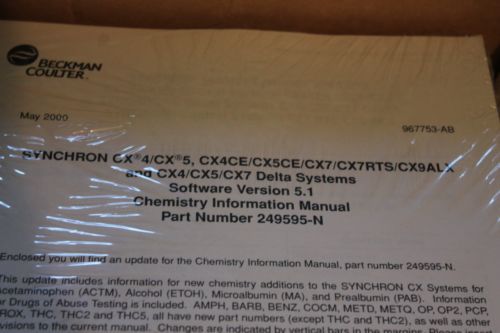 BECKMAN
COULTER™
May 2000
967753-AB
SYNCHRON CX®4/CX®5, CX4CE/CX5CE/CX7/CX7RTS/CX9ALX
and CX4/CX5/CX7 Delta Systems
Software Version 5.1
Chemistry Information Manual
Part Number 249595-N
Enclosed you will find an update for the Chemistry Information Manual, part number 249595-N.
This update includes information for new chemistry additions to the SYNCHRON CX Systems for
Acetaminophen (ACTM), Alcohol (ETOH), Microalbumin (MA), and Prealbumin (PAB). Information
for Drugs of Abuse Testing is included. AMPH, BARB, BENZ, COCM, METD, METQ, OP, OP2, PCP,
PROX, THC, THC2 and THC5, all have new part numbers (except THC and THC2), as well as other
revisions to the current manual. Changes are indicated by vertical bars in the margin.